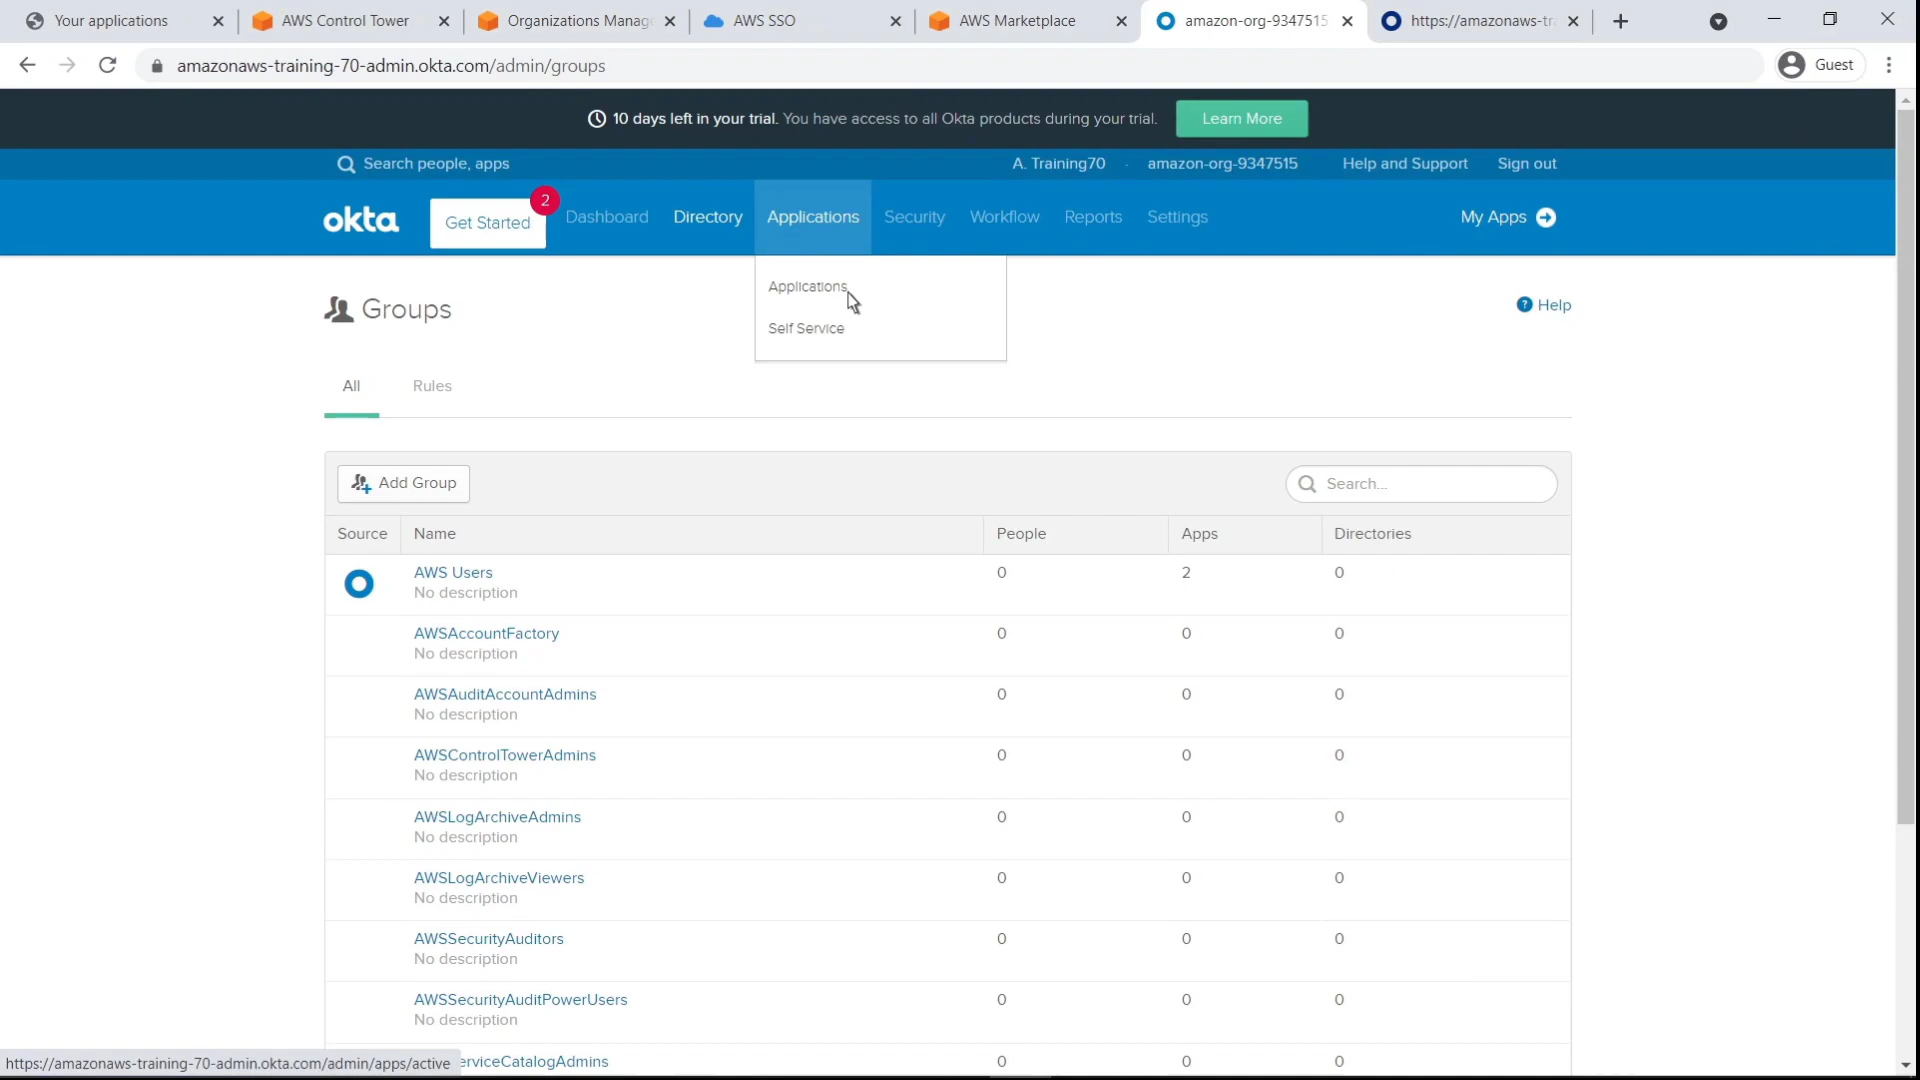 Your applications
AWS Control Tower
Organizations Manag
AWS SSO
AWS Marketplace
amazon-org-9347515
https://amazonaws-tr
amazonaws-training-70-admin.okta.com/admin/groups
Guest
10 days left in your trial. You have access to all Okta products during your trial.
Learn More
Search people, apps
A. Training70 · amazon-org-9347515
Help and Support
Sign out
okta
Get Started
2
Dashboard
Directory
Applications
Security
Workflow
Reports
Settings
My Apps
Applications
Self Service
Groups
Help
All
Rules
Add Group
Search...
Source Name People Apps Directories
AWS Users 0 2 0
No description
AWSAccountFactory 0 0 0
No description
AWSAuditAccountAdmins 0 0 0
No description
AWSControlTowerAdmins 0 0 0
No description
AWSLogArchiveAdmins 0 0 0
No description
AWSLogArchiveViewers 0 0 0
No description
AWSSecurityAuditors 0 0 0
No description
AWSSecurityAuditPowerUsers 0 0 0
No description
erviceCatalogAdmins 0 0 0
https://amazonaws-training-70-admin.okta.com/admin/apps/active